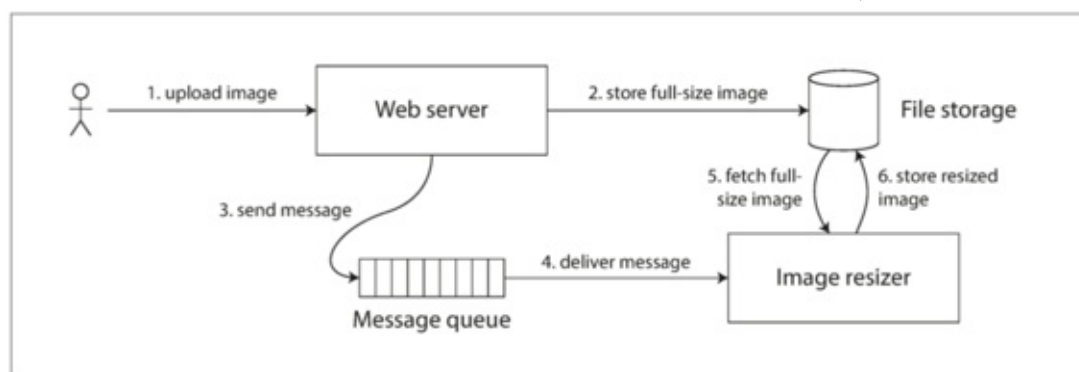 1. upload image
Web server
2. store full-size image
File storage
5. fetch full-
size image
6. store resized
image
3. send message
4. deliver message
Image resizer
Message queue